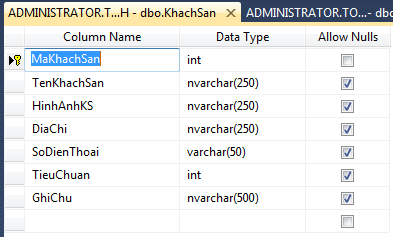 ADMINISTRATOR.T...H - dbo.KhachSan ADMINISTRATOR.TO...- dbo
Column Name Data Type Allow Nulls
MaKhachSan int
TenKhachSan nvarchar(250)
HinhAnhKS nvarchar(250)
DiaChi nvarchar(250)
SoDienThoai varchar(50)
TieuChuan int
GhiChu nvarchar(500)